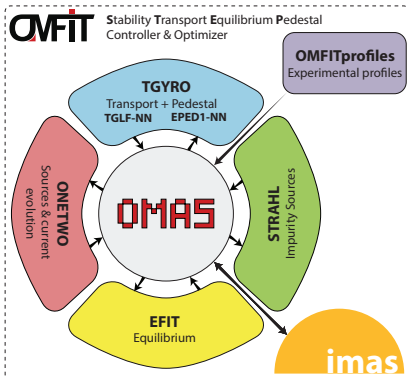 OMFIT
Stability Transport Equilibrium Pedestal
Controller & Optimizer
OMFITprofiles
Experimental profiles
TGYRO
Transport + Pedestal
TGLF-NN EPED1-NN
ONETWO
Sources & current
evolution
OMAS
STRAHL
Impurity Sources
EFIT
Equilibrium
imas